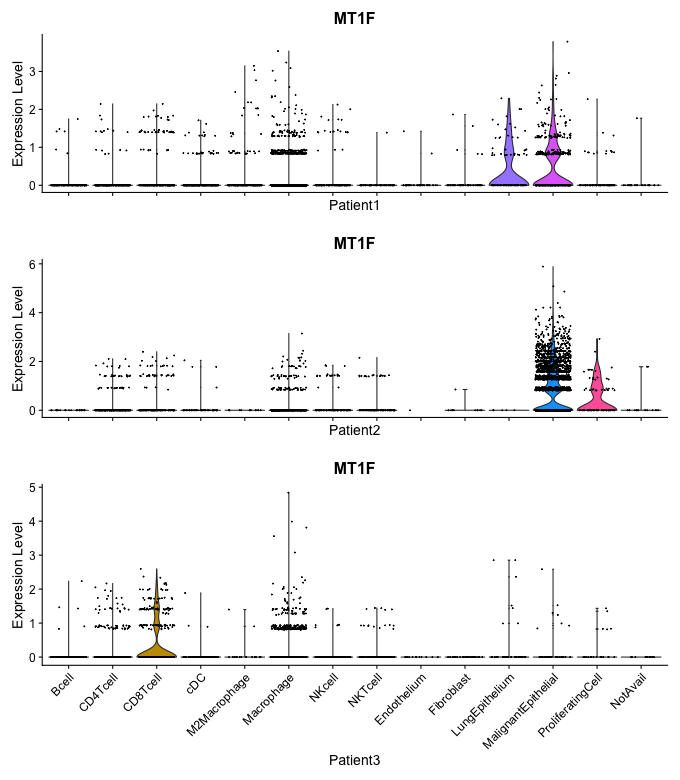 MT1F
Expression Level
3
2
1
0
Patient1
MT1F
Expression Level
6
4
2
0
Patient2
MT1F
Expression Level
5
4
3
2
1
0
Bcell
CD4Tcell
CD8Tcell
cDC
M2Macrophage
Macrophage
NKcell
NKTcell
Endothelium
Fibroblast
LungEpithelium
MalignantEpithelial
ProliferatingCell
NotAvail
Patient3